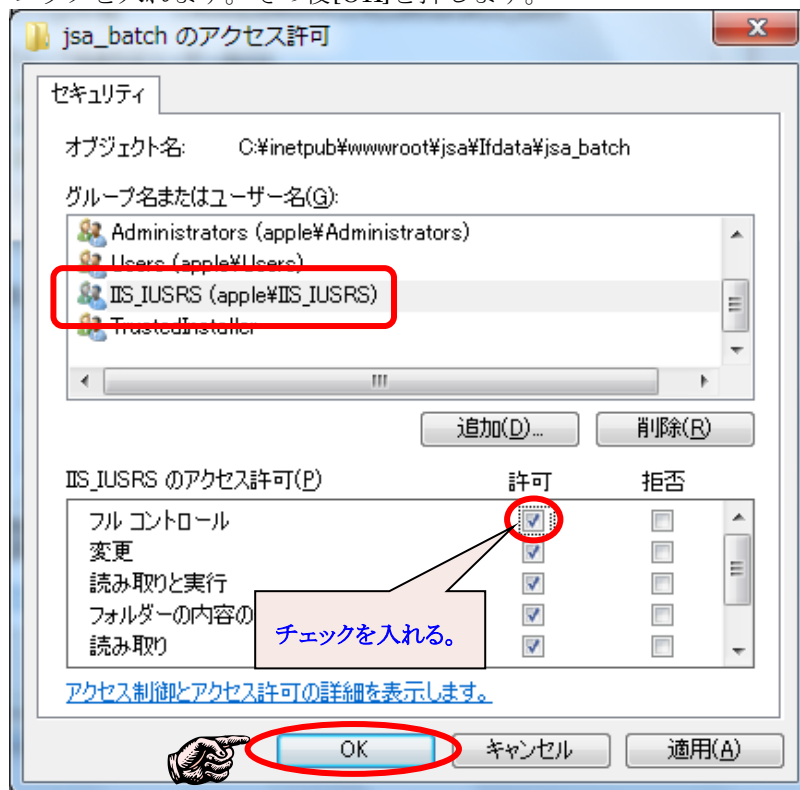 jsa_batch のアクセス許可
セキュリティ
オブジェクト名: C:¥inetpub¥wwwroot¥jsa¥Ifdata¥jsa_batch
グループ名またはユーザー名(G):
Administrators (apple¥Administrators)
Users (apple¥Users)
IIS_IUSRS (apple¥IIS_IUSRS)
TrustedInstaller
追加(D)... 削除(R)
IIS_IUSRS のアクセス許可(P) 許可 拒否
フル コントロール
変更
読み取りと実行
フォルダーの内容の
読み取り
チェックを入れる。
アクセス制御とアクセス許可の詳細を表示します。
OK キャンセル 適用(A)